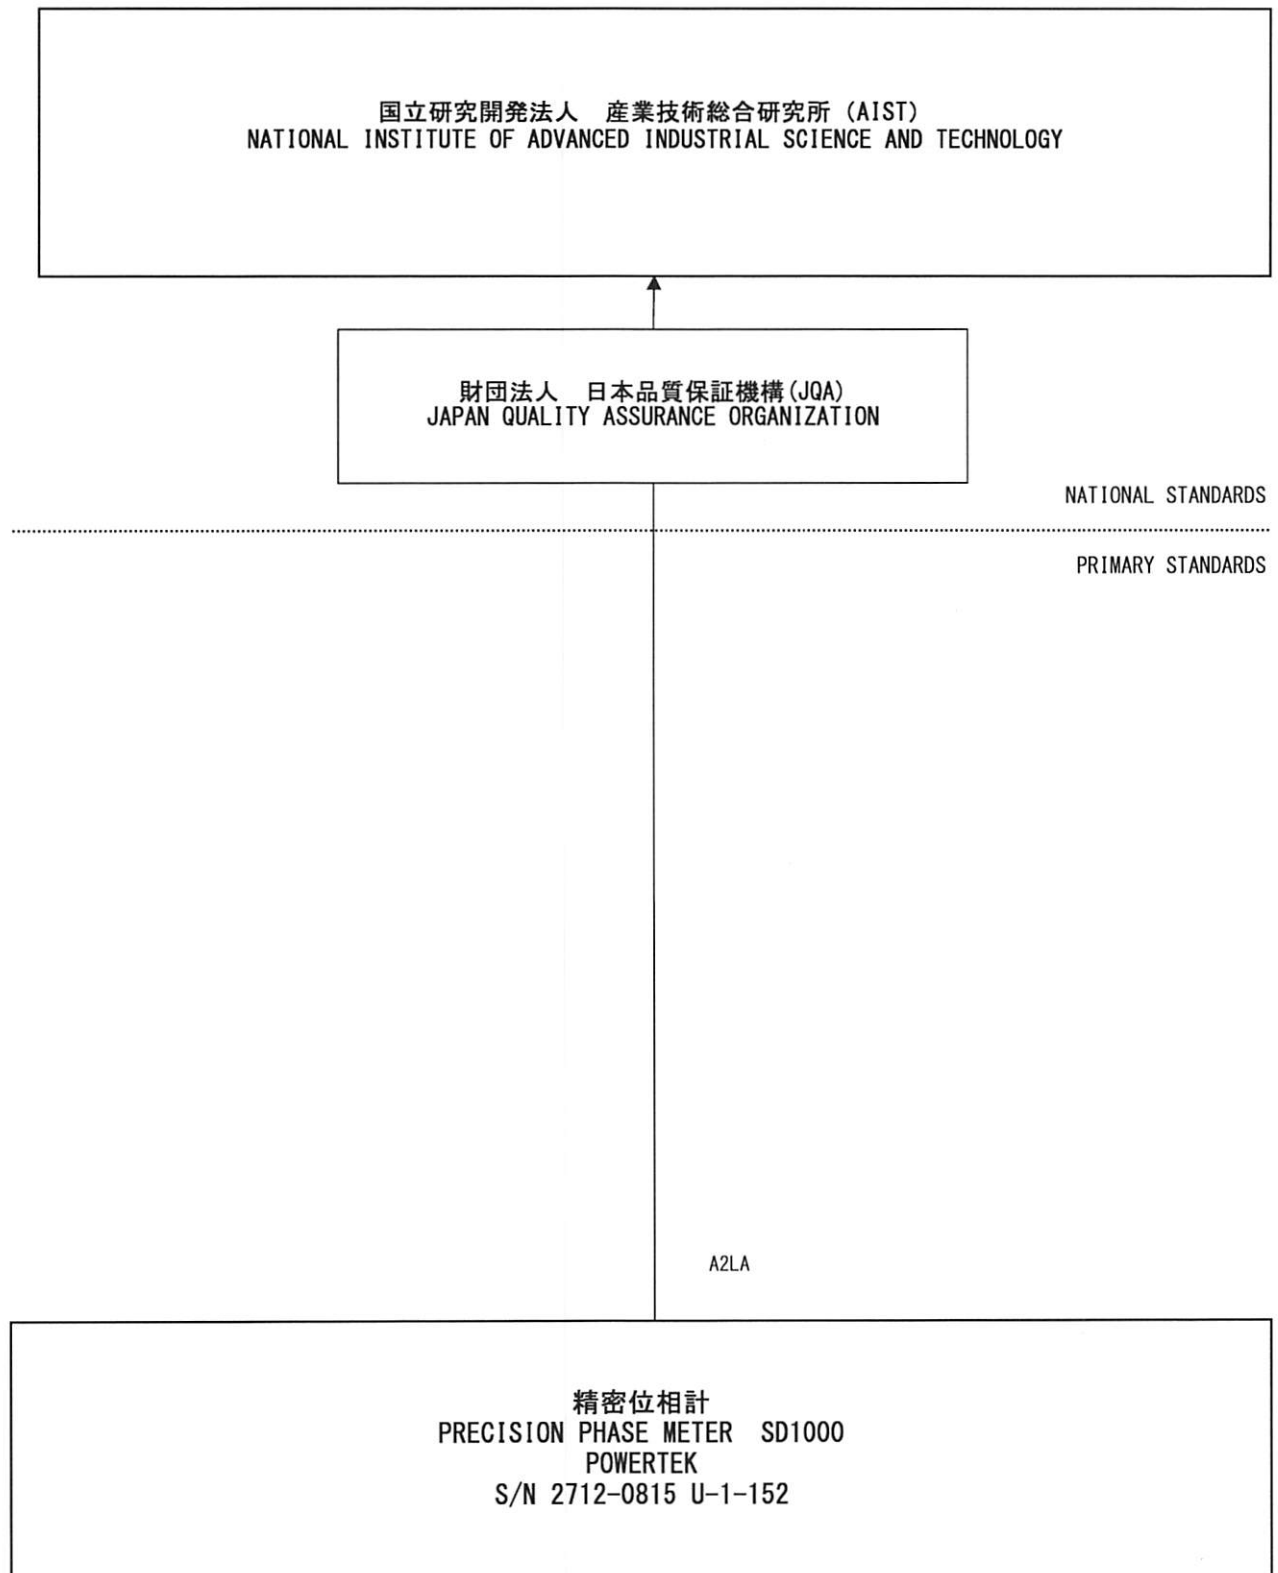 国立研究開発法人　産業技術総合研究所 (AIST)
NATIONAL INSTITUTE OF ADVANCED INDUSTRIAL SCIENCE AND TECHNOLOGY
財団法人　日本品質保証機構(JQA)
JAPAN QUALITY ASSURANCE ORGANIZATION
NATIONAL STANDARDS
PRIMARY STANDARDS
A2LA
精密位相計
PRECISION PHASE METER　SD1000
POWERTEK
S/N 2712-0815 U-1-152